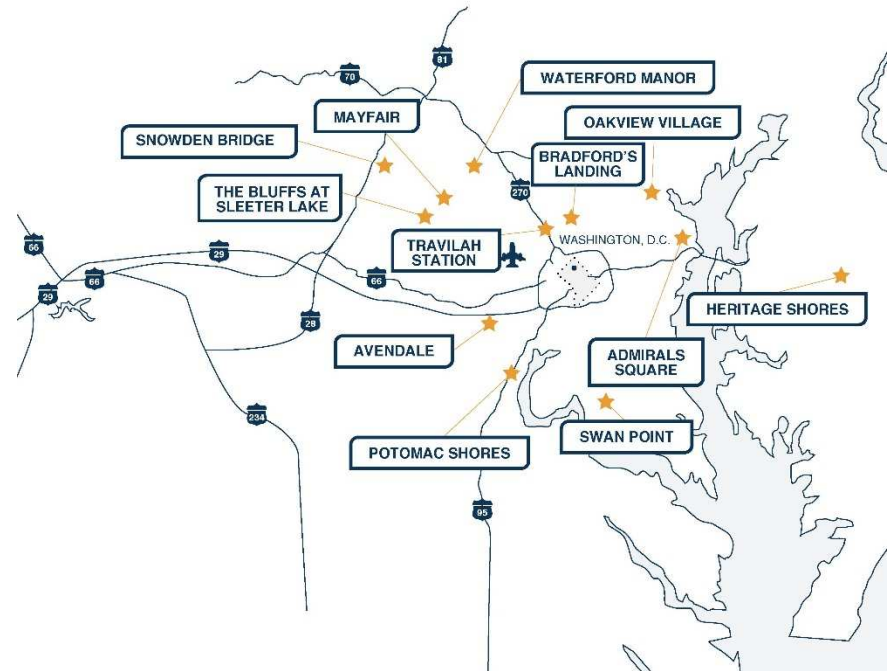 81
70
WATERFORD MANOR
MAYFAIR
OAKVIEW VILLAGE
SNOWDEN BRIDGE
BRADFORD'S
LANDING
THE BLUFFS AT
SLEETER LAKE
270
TRAVILAH
STATION
WASHINGTON, D.C.
66
29
66
66
29
HERITAGE SHORES
28
AVENDALE
ADMIRALS
SQUARE
234
POTOMAC SHORES
SWAN POINT
95